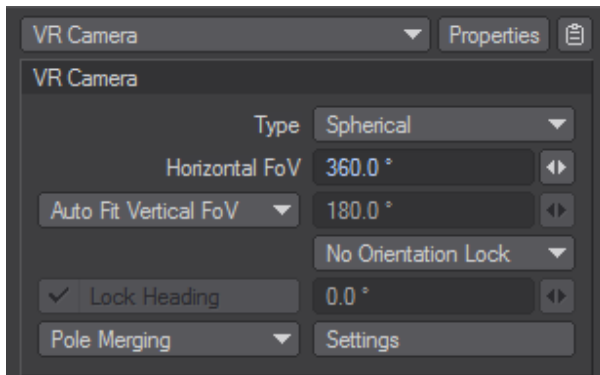 VR Camera Properties
VR Camera
Type Spherical
Horizontal FoV 360.0 °
Auto Fit Vertical FoV 180.0 °
No Orientation Lock
Lock Heading 0.0 °
Pole Merging Settings